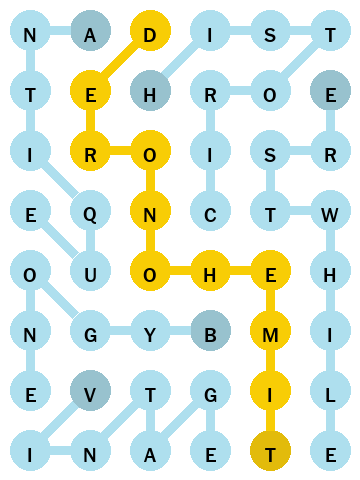 N A D I S T
T E H R O E
I R O I S R
E Q N C T W
O U O H E H
N G Y B M I
E V T G I L
I N A E T E